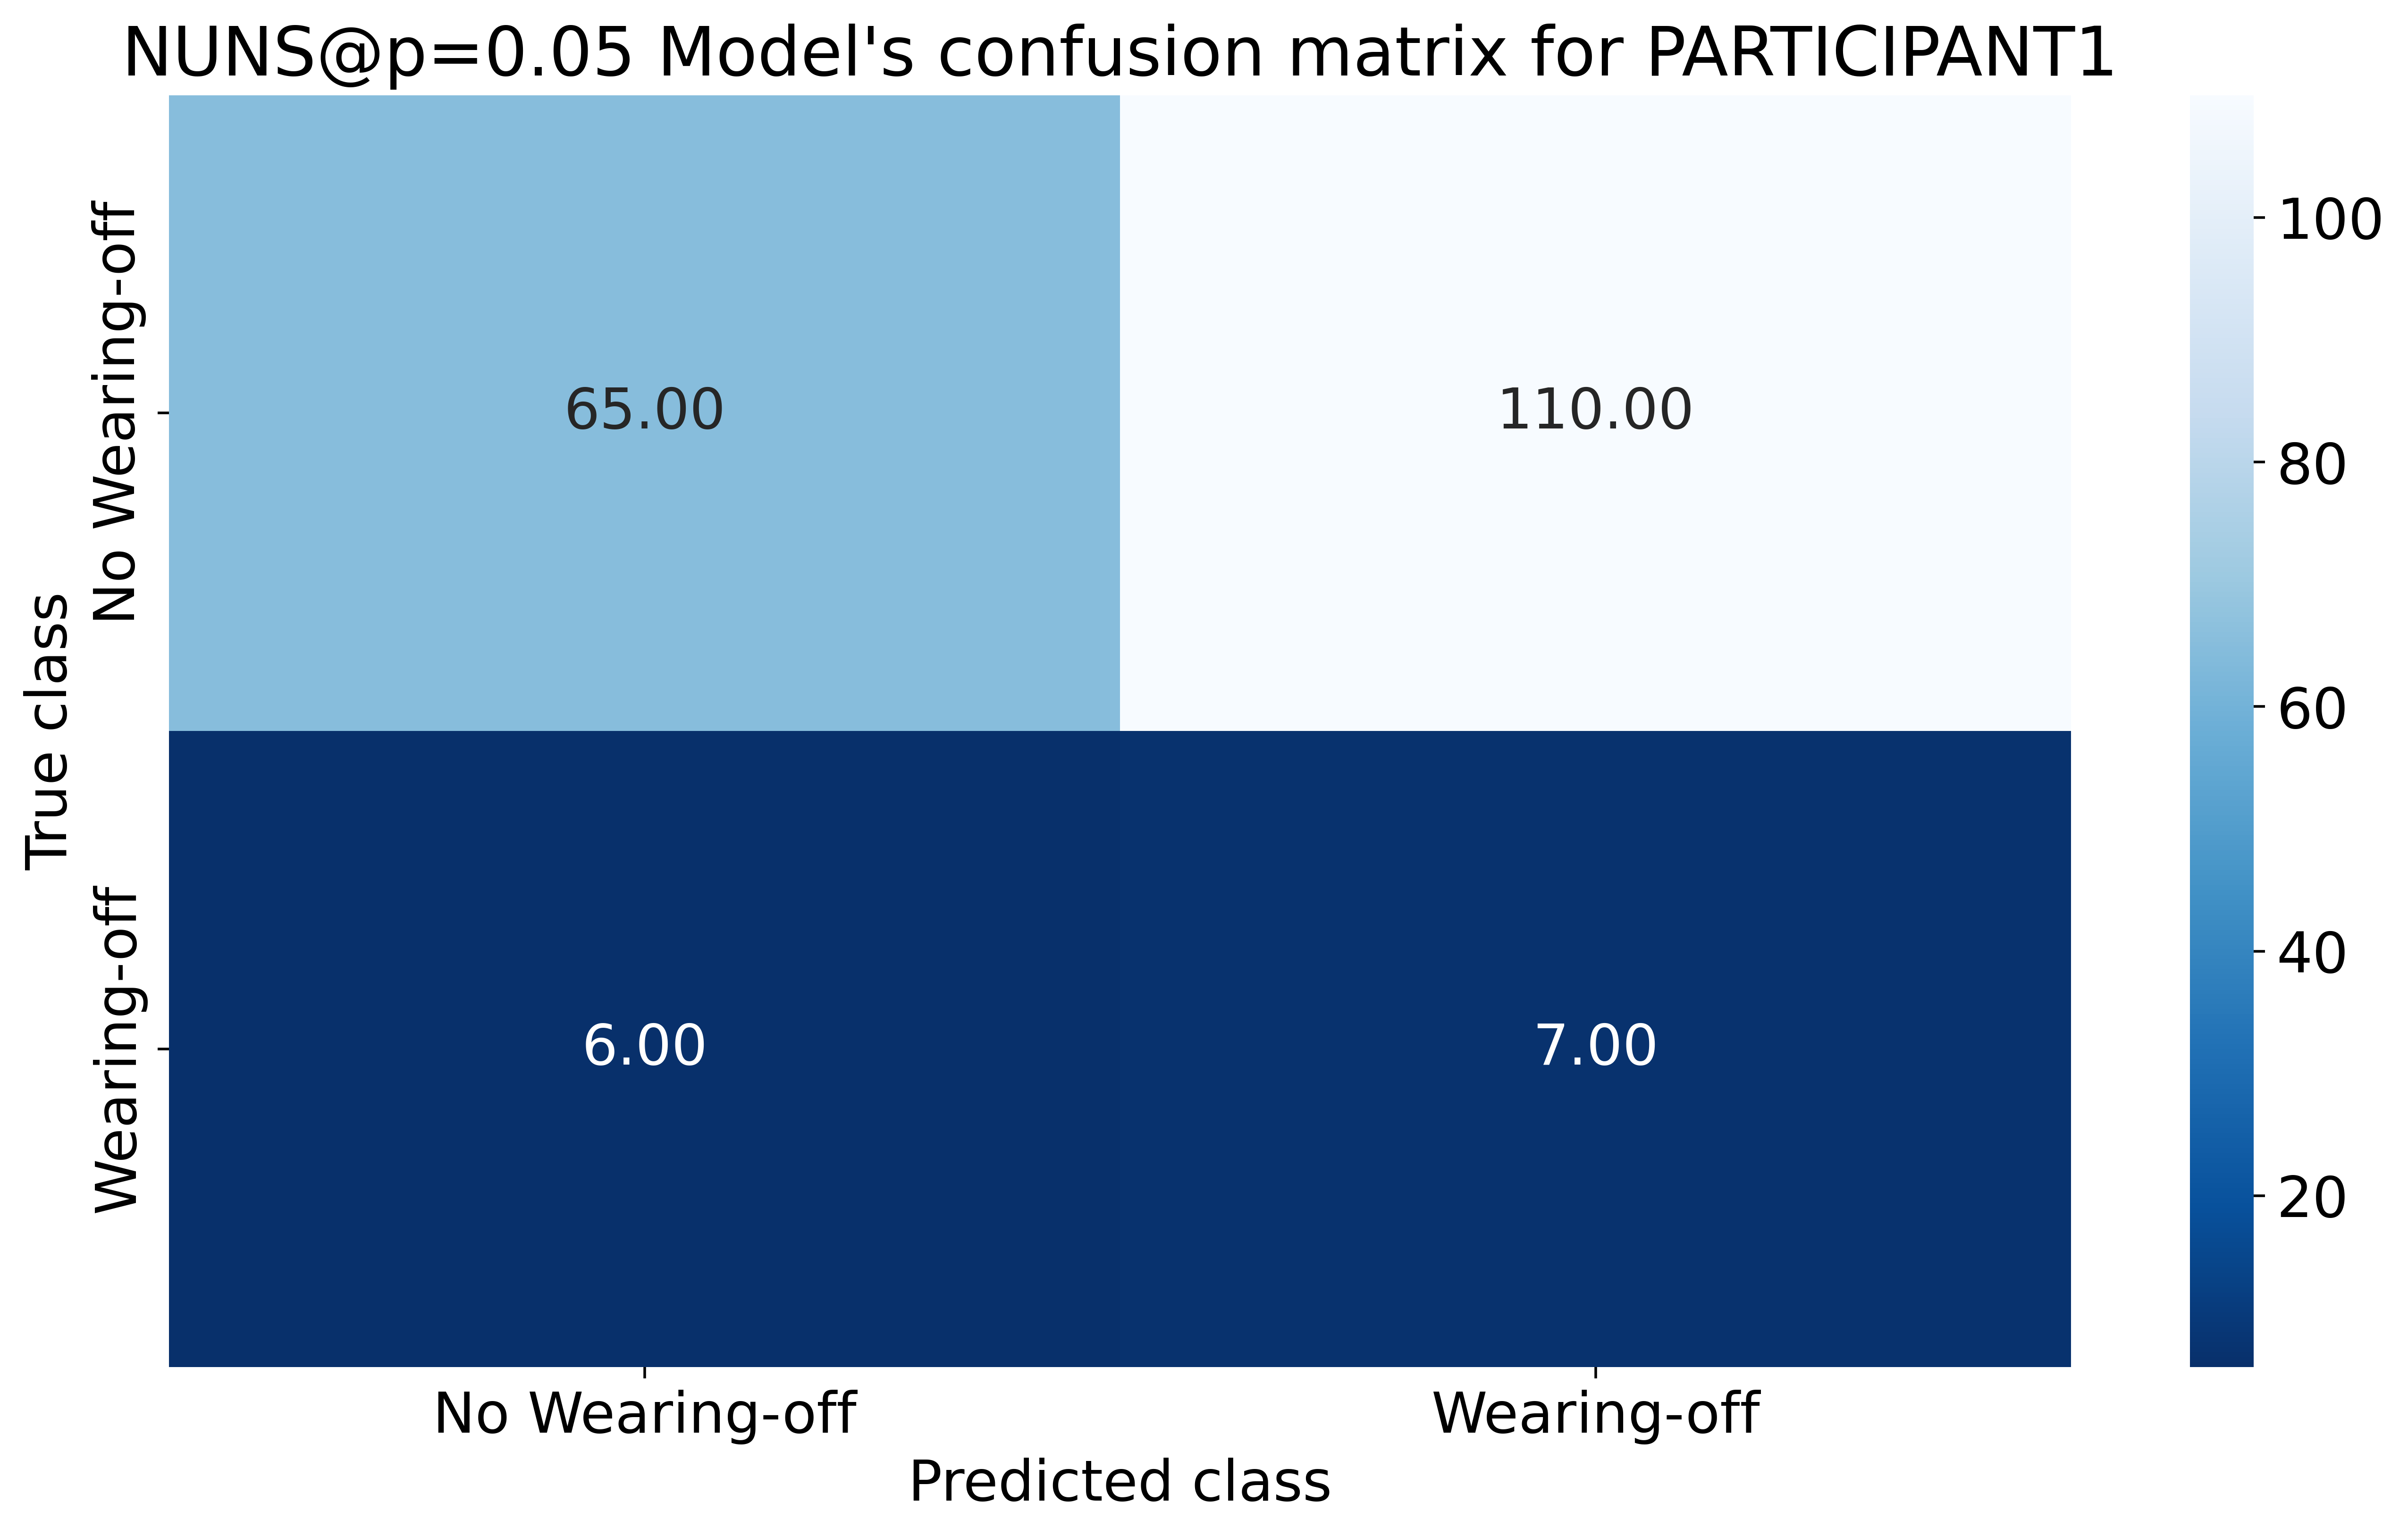 NUNS@p=0.05 Model's confusion matrix for PARTICIPANT1
True class
No Wearing-off
Wearing-off
65.00
110.00
6.00
7.00
No Wearing-off
Wearing-off
Predicted class
100
80
60
40
20